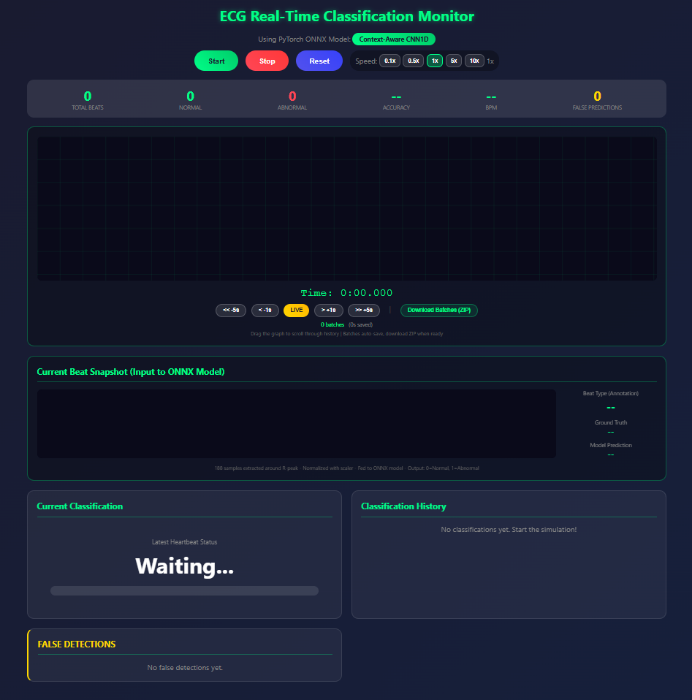 ECG Real-Time Classification Monitor
Using PyTorch ONNX Model: Context-Aware CNN1D
Start Stop Reset Speed: 0.1x 0.5x 1x 5x 10x 1x
0 0 0 -- -- 0
TOTAL BEATS NORMAL ABNORMAL ACCURACY BPM FALSE PREDICTIONS
Time: 0:00.000
<< -5s < -1s LIVE > +1s >> +5s | Download Batches (ZIP)
0 batches (0s saved)
Drag the graph to scroll through history | Batches auto-save, download ZIP when ready
Current Beat Snapshot (Input to ONNX Model)
Beat Type (Annotation)
--
Ground Truth
--
Model Prediction
--
188 samples extracted around R-peak · Normalized with scaler · Fed to ONNX model · Output: 0=Normal, 1=Abnormal
Current Classification
Latest Heartbeat Status
Waiting...
Classification History
No classifications yet. Start the simulation!
FALSE DETECTIONS
No false detections yet.